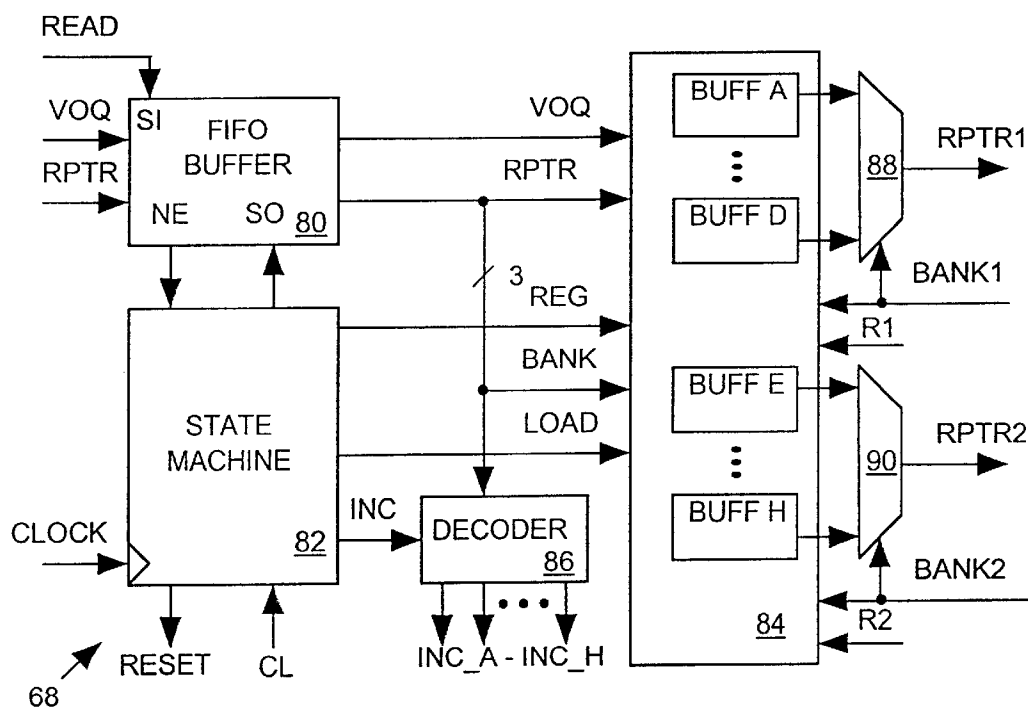 READ
VOQ
RPTR
SI
FIFO
BUFFER
NE
SO
80
VOQ
RPTR
3
REG
BANK
LOAD
STATE
MACHINE
82
CLOCK
RESET
CL
68
INC
DECODER
86
INC_A - INC_H
BUFF A
BUFF D
BUFF E
BUFF H
84
88
RPTR1
BANK1
R1
90
RPTR2
BANK2
R2